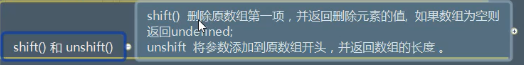 shift() 和 unshift()
shift()  删除原数组第一项，并返回删除元素的值, 如果数组为空则
返回undefined;
unshift  将参数添加到原数组开头，并返回数组的长度 。